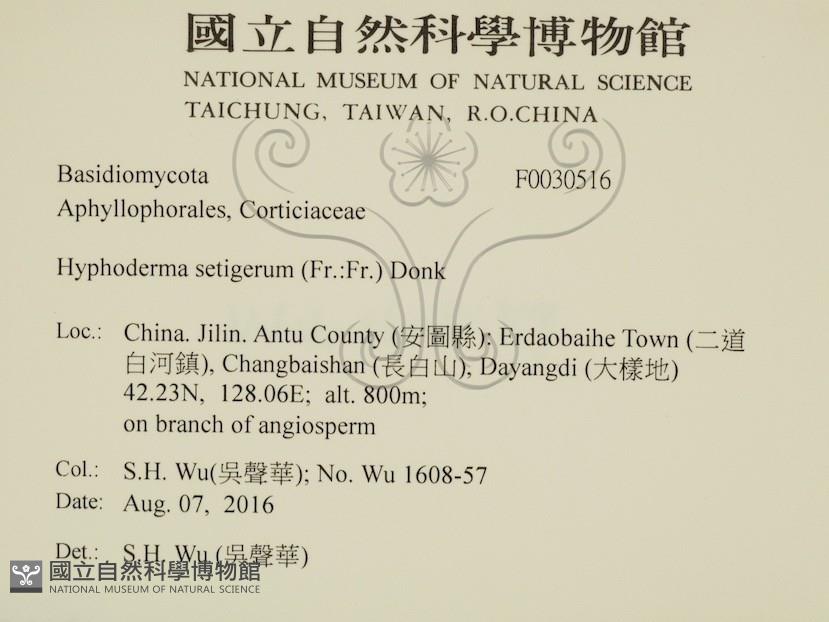 國立自然科學博物館
NATIONAL MUSEUM OF NATURAL SCIENCE
TAICHUNG, TAIWAN, R.O.CHINA
Basidiomycota F0030516
Aphyllophorales, Corticiaceae
Hyphoderma setigerum (Fr.:Fr.) Donk
Loc.: China. Jilin. Antu County (安圖縣): Erdaobaihe Town (二道
白河鎮), Changbaishan (長白山), Dayangdi (大樣地)
42.23N, 128.06E; alt. 800m;
on branch of angiosperm
Col.: S.H. Wu(吳聲華); No. Wu 1608-57
Date: Aug. 07, 2016
Det.: S.H. Wu (吳聲華)
國立自然科學博物館
NATIONAL MUSEUM OF NATURAL SCIENCE